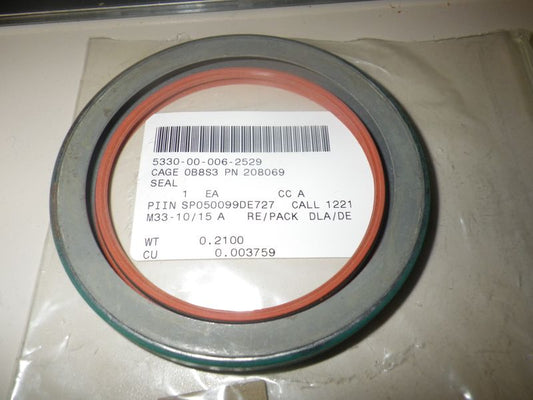 5330-00-006-2529
CAGE 0B8S3 PN 208069
SEAL
1 EA CC A
PIIN SP050099DE727 CALL 1221
M33-10/15 A RE/PACK DLA/DE
WT 0.2100
CU 0.003759